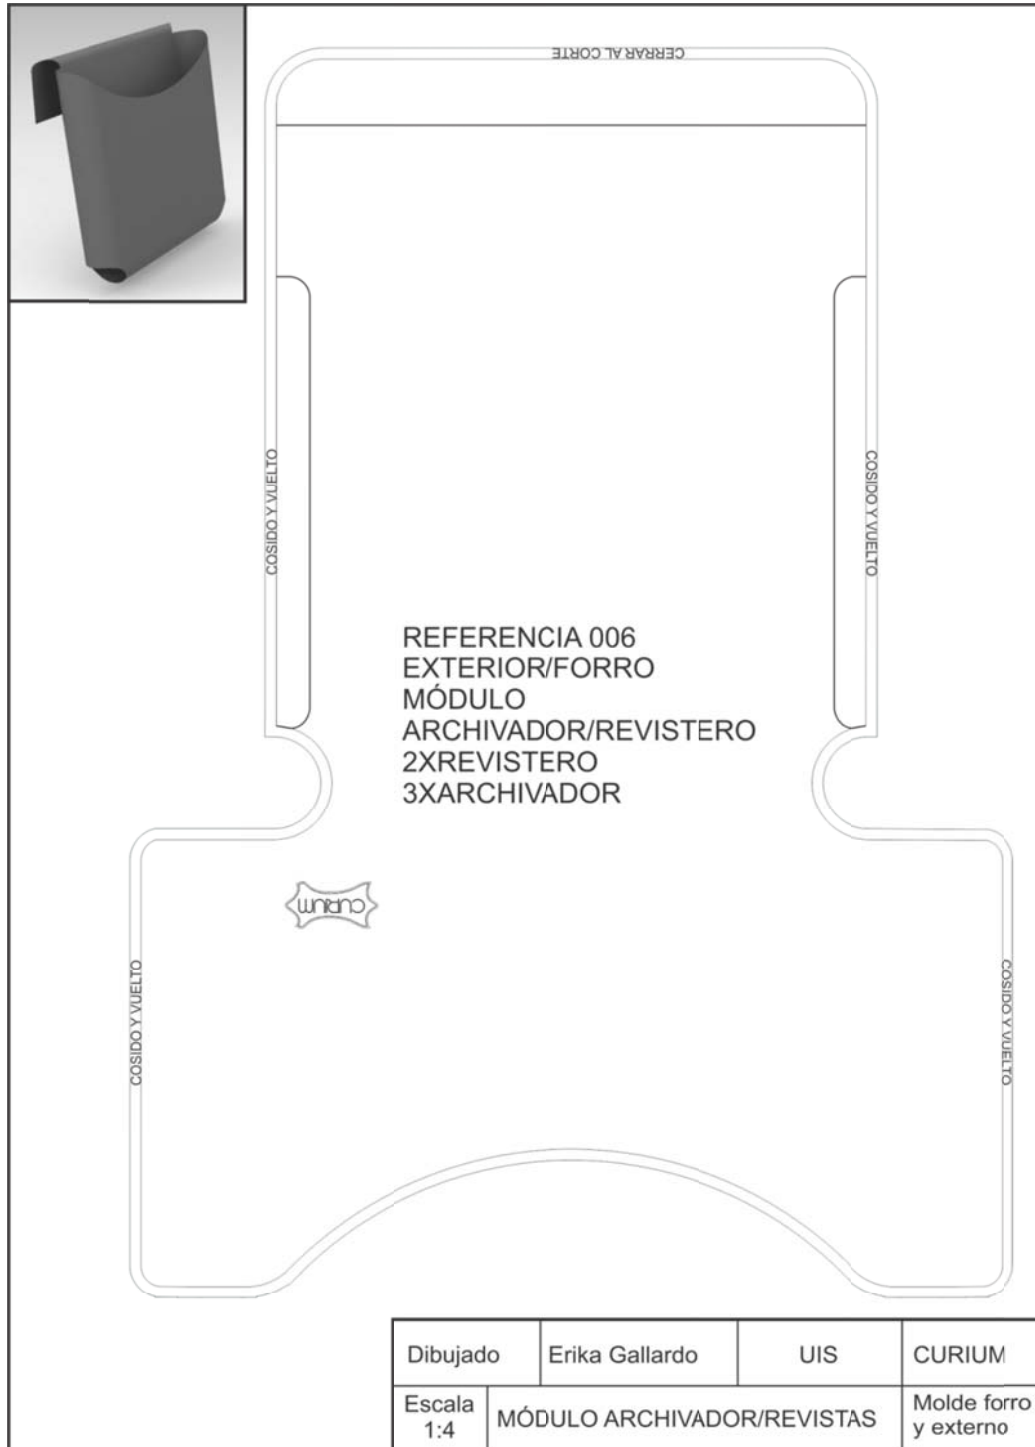 CERRAR AL CORTE
COSIDO Y VUELTO
COSIDO Y VUELTO
REFERENCIA 006
EXTERIOR/FORRO
MÓDULO
ARCHIVADOR/REVISTERO
2XREVISTERO
3XARCHIVADOR
CURIUM
COSIDO Y VUELTO
COSIDO Y VUELTO
Dibujado Erika Gallardo UIS CURIUM
Escala
1:4
MÓDULO ARCHIVADOR/REVISTAS
Molde forro
y externo